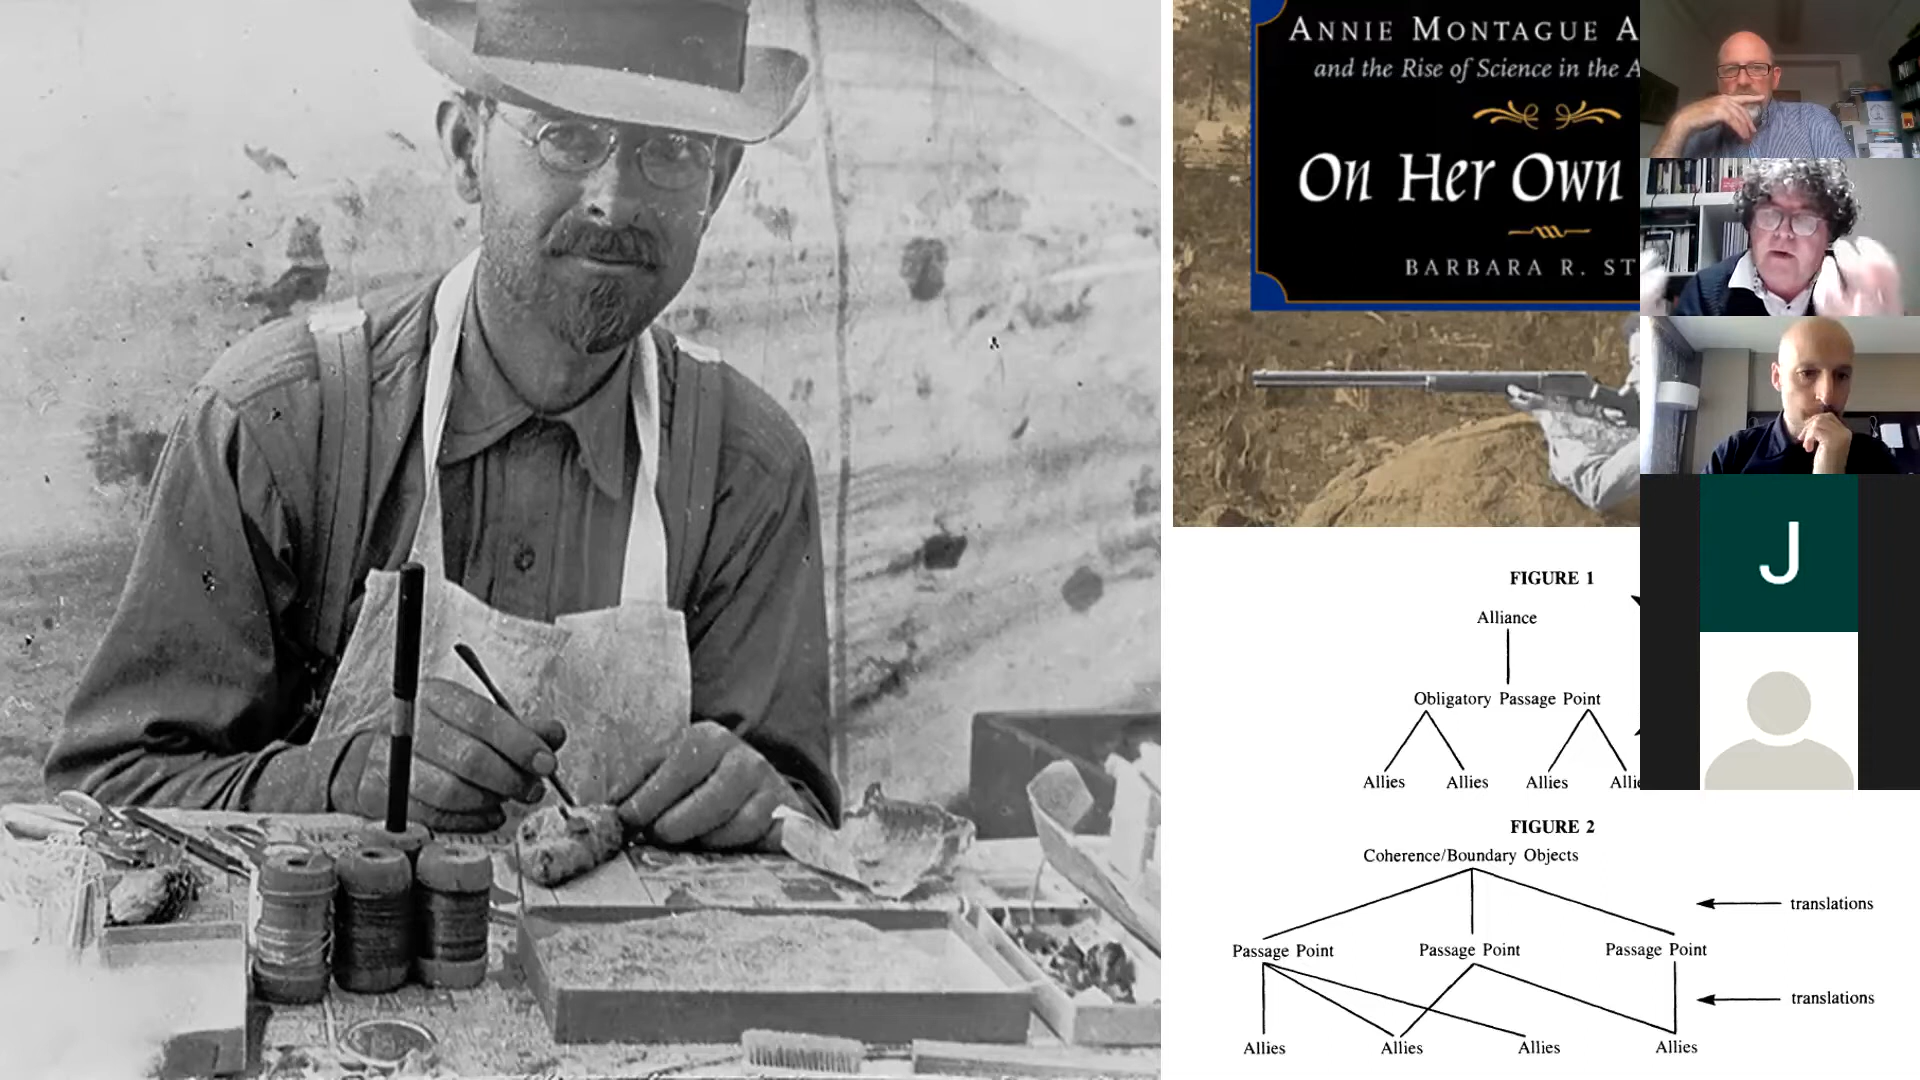 ANNIE MONTAGUE A
and the Rise of Science in the A
On Her Own
BARBARA R. ST
J
FIGURE 1
Alliance
Obligatory Passage Point
Allies Allies Allies Allie
FIGURE 2
Coherence/Boundary Objects
translations
Passage Point Passage Point Passage Point
translations
Allies Allies Allies Allies